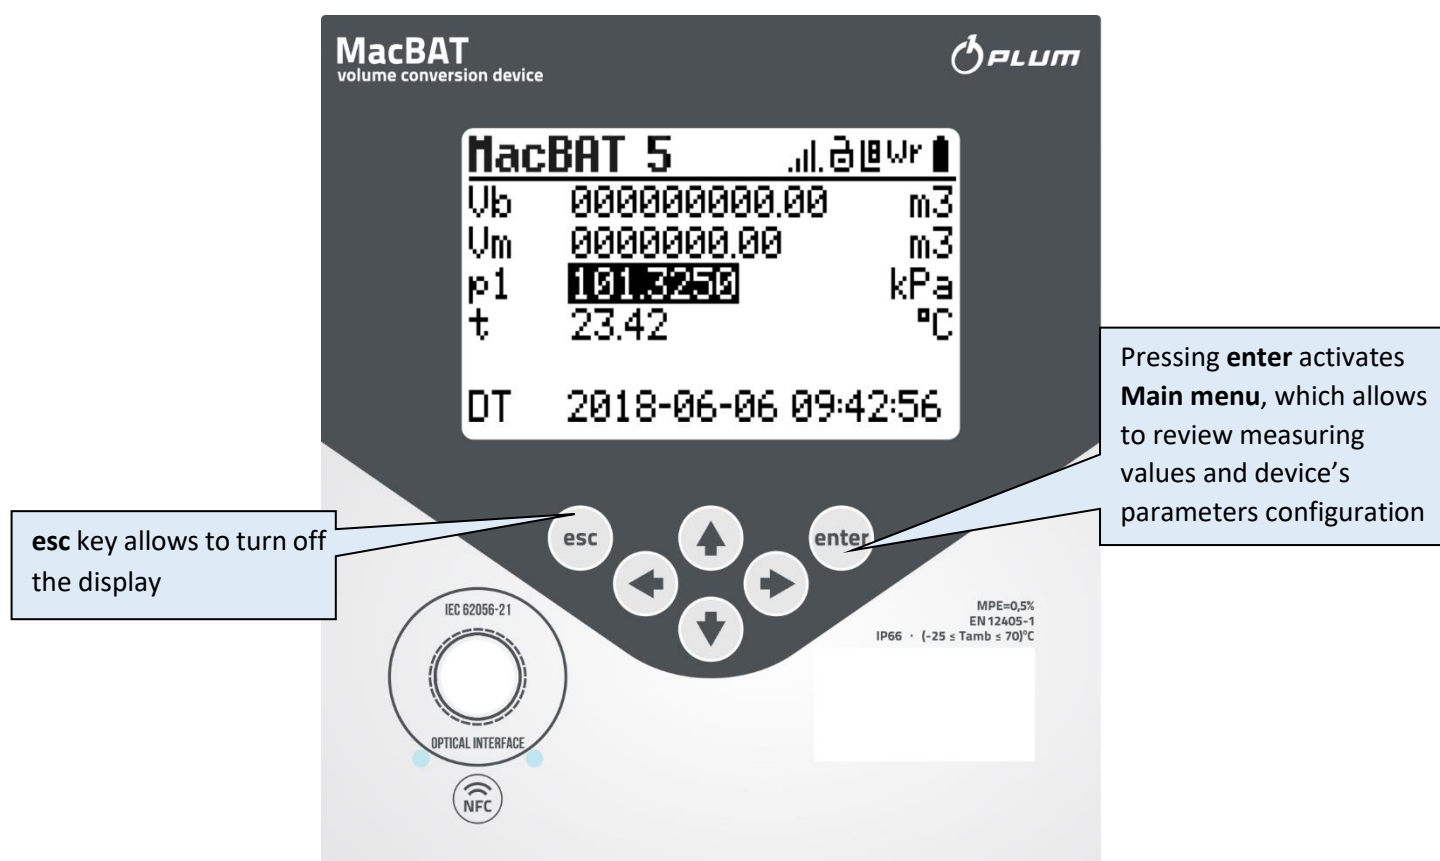 MacBAT
volume conversion device
PLUM
MacBAT 5 Wr
Vb 000000000.00 m3
Vm 0000000.00 m3
p1 101.3250 kPa
t 23.42 °C
DT 2018-06-06 09:42:56
Pressing enter activates
Main menu, which allows
to review measuring
values and device's
parameters configuration
esc key allows to turn off
the display
esc
enter
IEC 62056-21
OPTICAL INTERFACE
NFC
MPE=0,5%
EN 12405-1
IP66 · (-25 ≤ Tamb ≤ 70)°C